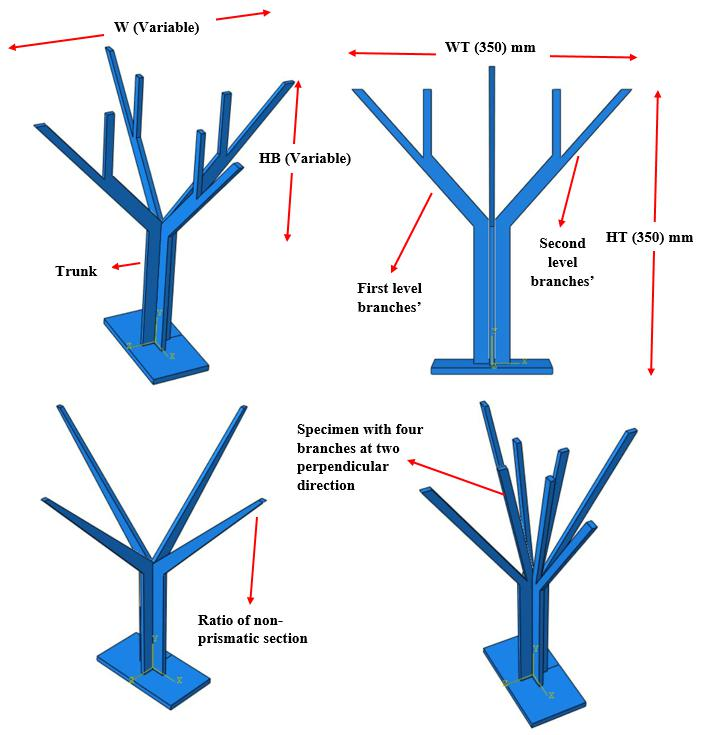 W (Variable)
WT (350) mm
HB (Variable)
Trunk
First level
branches’
Second
level
branches’
HT (350) mm
Y
X
Y
X
Specimen with four
branches at two
perpendicular
direction
Ratio of non-
prismatic section
Y
X
Y
X